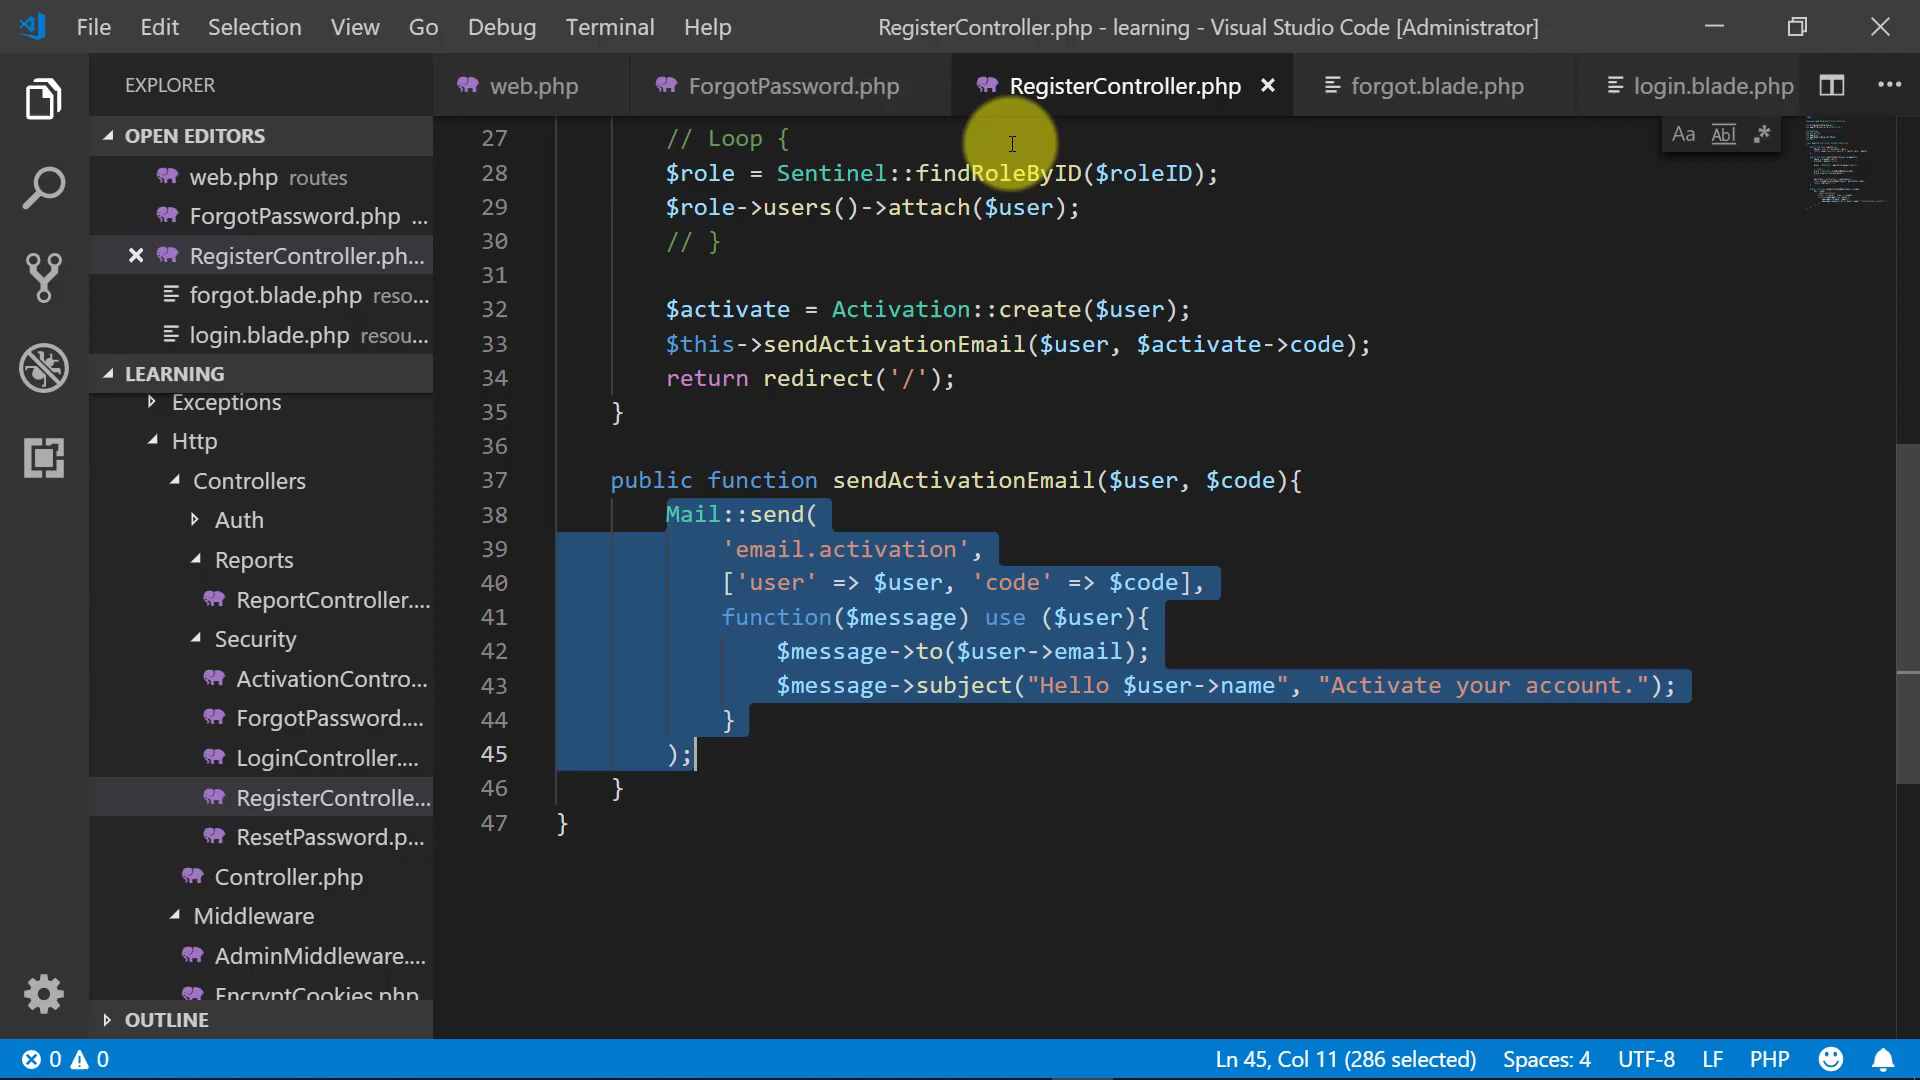 File Edit Selection View Go Debug Terminal Help RegisterController.php - learning - Visual Studio Code [Administrator]
EXPLORER
web.php ForgotPassword.php RegisterController.php forgot.blade.php login.blade.php
OPEN EDITORS
web.php routes
ForgotPassword.php ...
RegisterController.ph...
forgot.blade.php reso...
login.blade.php resou...
LEARNING
Exceptions
Http
Controllers
Auth
Reports
ReportController....
Security
ActivationContro...
ForgotPassword....
LoginController....
RegisterControlle...
ResetPassword.p...
Controller.php
Middleware
AdminMiddleware....
EncryptCookies.php
OUTLINE
Aa Abl .*
27 // Loop {
28 $role = Sentinel::findRoleByID($roleID);
29 $role->users()->attach($user);
30 // }
31
32 $activate = Activation::create($user);
33 $this->sendActivationEmail($user, $activate->code);
34 return redirect('/');
35 }
36
37 public function sendActivationEmail($user, $code){
38 Mail::send(
39 'email.activation',
40 ['user' => $user, 'code' => $code],
41 function($message) use ($user){
42 $message->to($user->email);
43 $message->subject("Hello $user->name", "Activate your account.");
44 }
45 );
46 }
47 }
0 0 Ln 45, Col 11 (286 selected) Spaces: 4 UTF-8 LF PHP